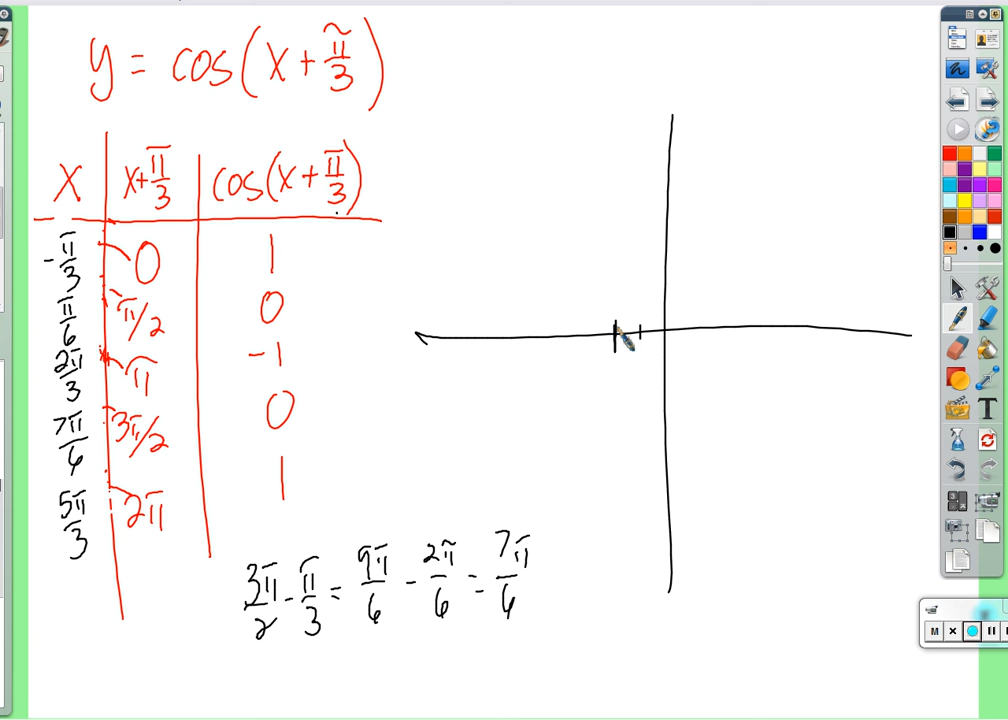 y = cos(x + π/3)
x | x+π/3 | cos(x + π/3)
-π/3 | 0 | 1
π/6 | π/2 | 0
2π/3 | π | -1
7π/6 | 3π/2 | 0
5π/3 | 2π | 1
3π/2 - π/3 = 9π/6 - 2π/6 = 7π/6
T
M